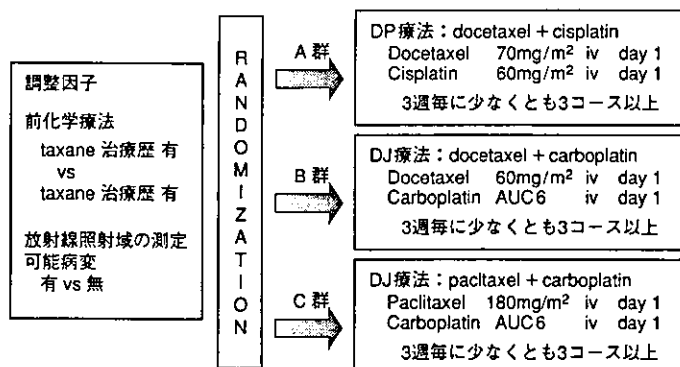 調整因子
前化学療法
taxane 治療歴 有
vs
taxane 治療歴 有
放射線照射域の測定
可能病変
有 vs 無
RANDOMIZATION
A 群
B 群
C 群
DP療法：docetaxel + cisplatin
Docetaxel 70mg/m² iv day 1
Cisplatin 60mg/m² iv day 1
3週毎に少なくとも3コース以上
DJ療法：docetaxel + carboplatin
Docetaxel 60mg/m² iv day 1
Carboplatin AUC6 iv day 1
3週毎に少なくとも3コース以上
DJ療法：pacltaxel + carboplatin
Paclitaxel 180mg/m² iv day 1
Carboplatin AUC6 iv day 1
3週毎に少なくとも3コース以上